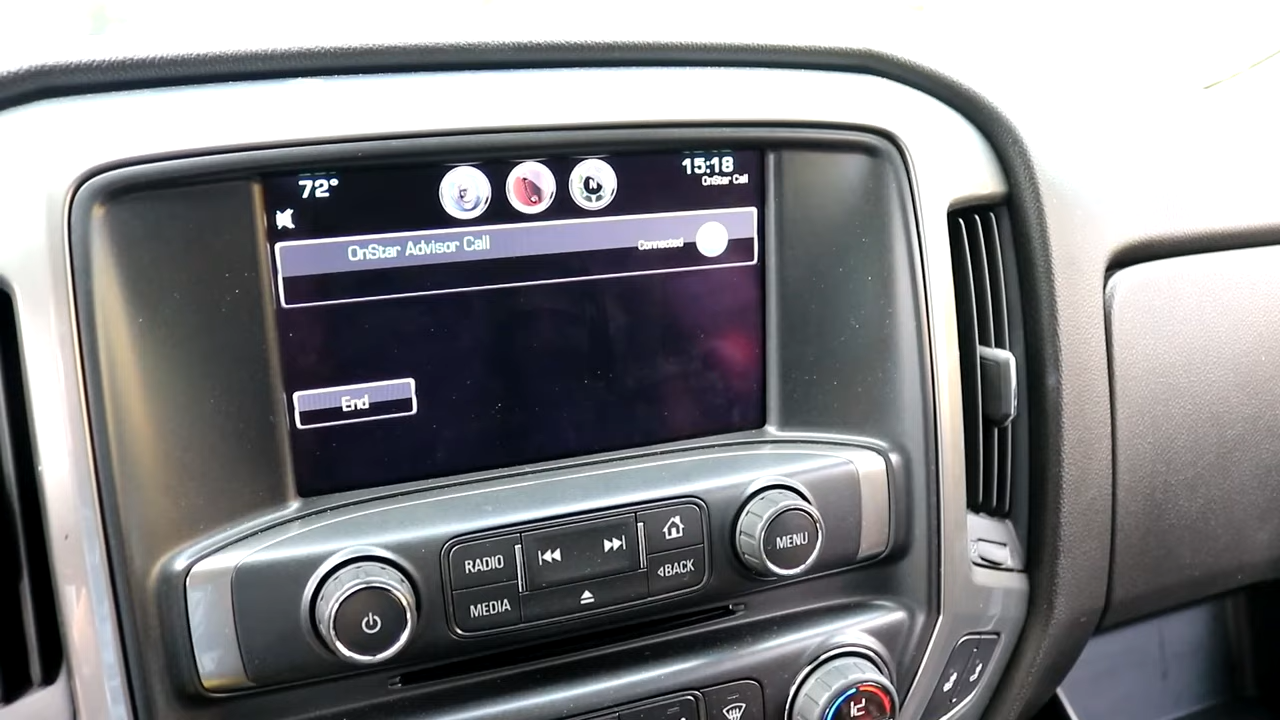 72°
N
15:18
OnStar Call
OnStar Advisor Call
Connected
End
RADIO
MEDIA
BACK
MENU